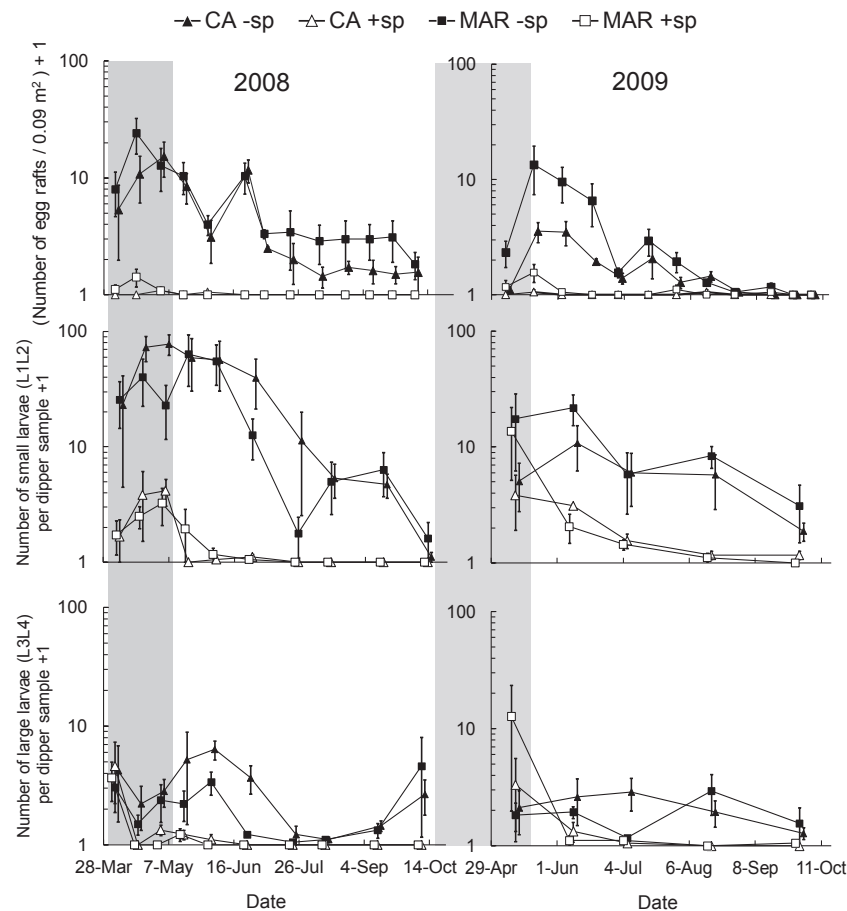 CA -sp CA +sp MAR -sp MAR +sp
(Number of egg rafts / 0.09 m²) + 1
2008
100
10
1
2009
100
10
1
Number of small larvae (L1L2)
per dipper sample +1
100
10
1
100
10
1
Number of large larvae (L3L4)
per dipper sample +1
100
10
1
28-Mar 7-May 16-Jun 26-Jul 4-Sep 14-Oct
Date
100
10
1
29-Apr 1-Jun 4-Jul 6-Aug 8-Sep 11-Oct
Date